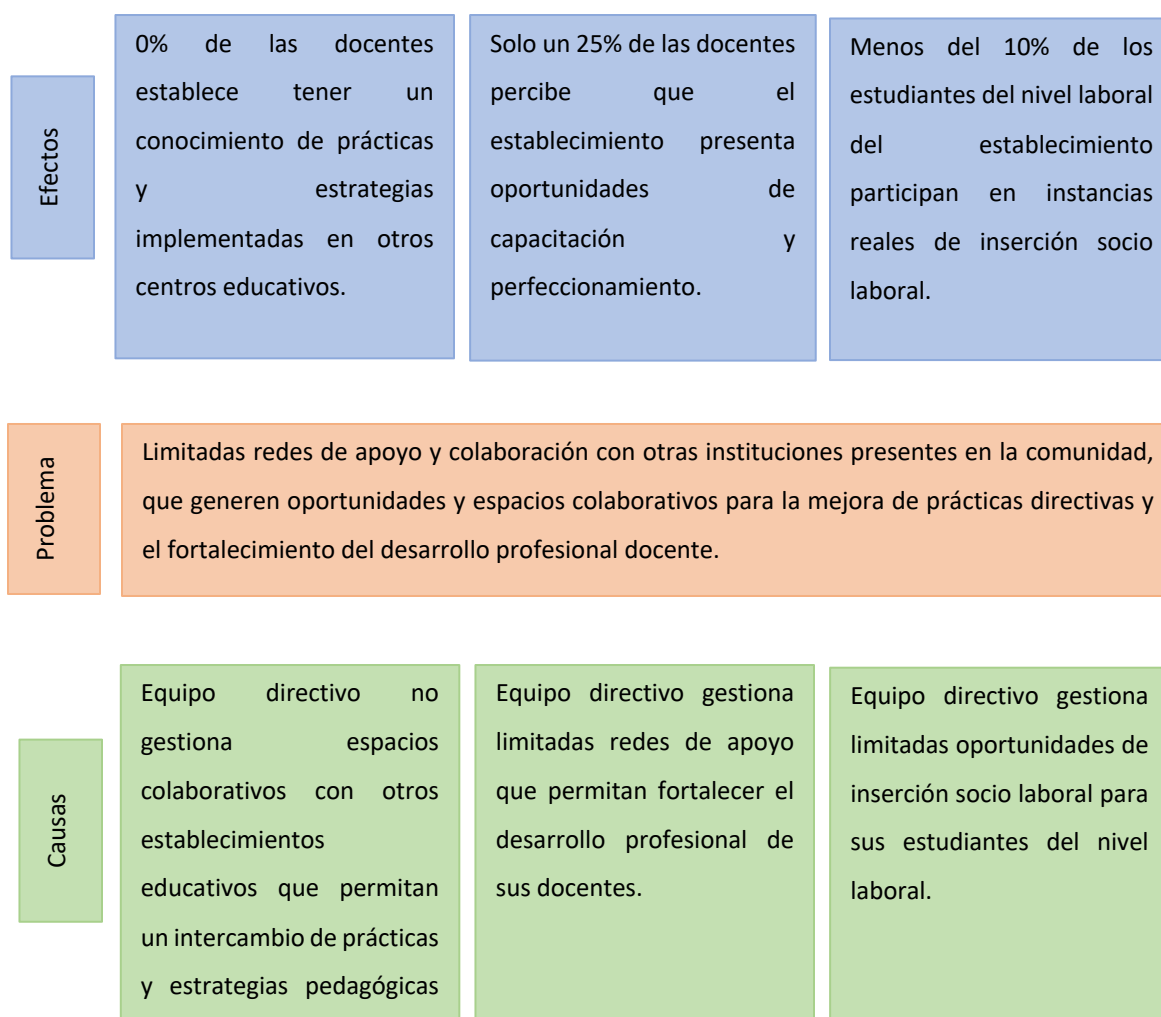 Efectos
0% de las docentes
establece tener un
conocimiento de prácticas
y estrategias
implementadas en otros
centros educativos.
Solo un 25% de las docentes
percibe que el
establecimiento presenta
oportunidades de
capacitación y
perfeccionamiento.
Menos del 10% de los
estudiantes del nivel laboral
del establecimiento
participan en instancias
reales de inserción socio
laboral.
Problema
Limitadas redes de apoyo y colaboración con otras instituciones presentes en la comunidad,
que generen oportunidades y espacios colaborativos para la mejora de prácticas directivas y
el fortalecimiento del desarrollo profesional docente.
Causas
Equipo directivo no
gestiona espacios
colaborativos con otros
establecimientos
educativos que permitan
un intercambio de prácticas
y estrategias pedagógicas
Equipo directivo gestiona
limitadas redes de apoyo
que permitan fortalecer el
desarrollo profesional de
sus docentes.
Equipo directivo gestiona
limitadas oportunidades de
inserción socio laboral para
sus estudiantes del nivel
laboral.